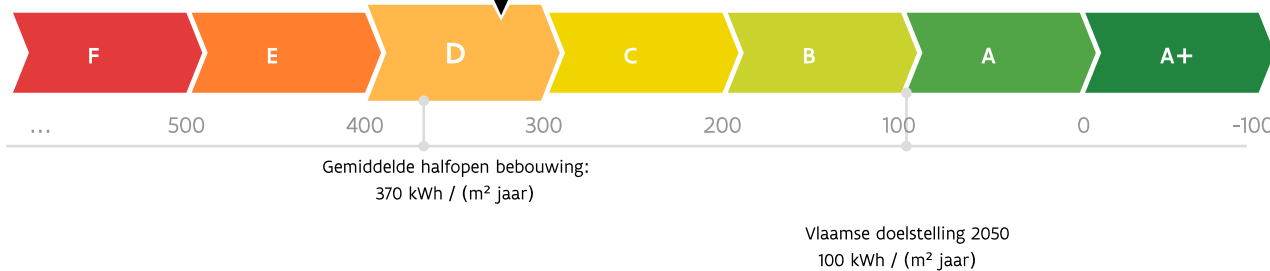 F E D C B A A+
... 500 400 300 200 100 0 -100
Gemiddelde halfopen bebouwing:
370 kWh / (m² jaar)
Vlaamse doelstelling 2050
100 kWh / (m² jaar)